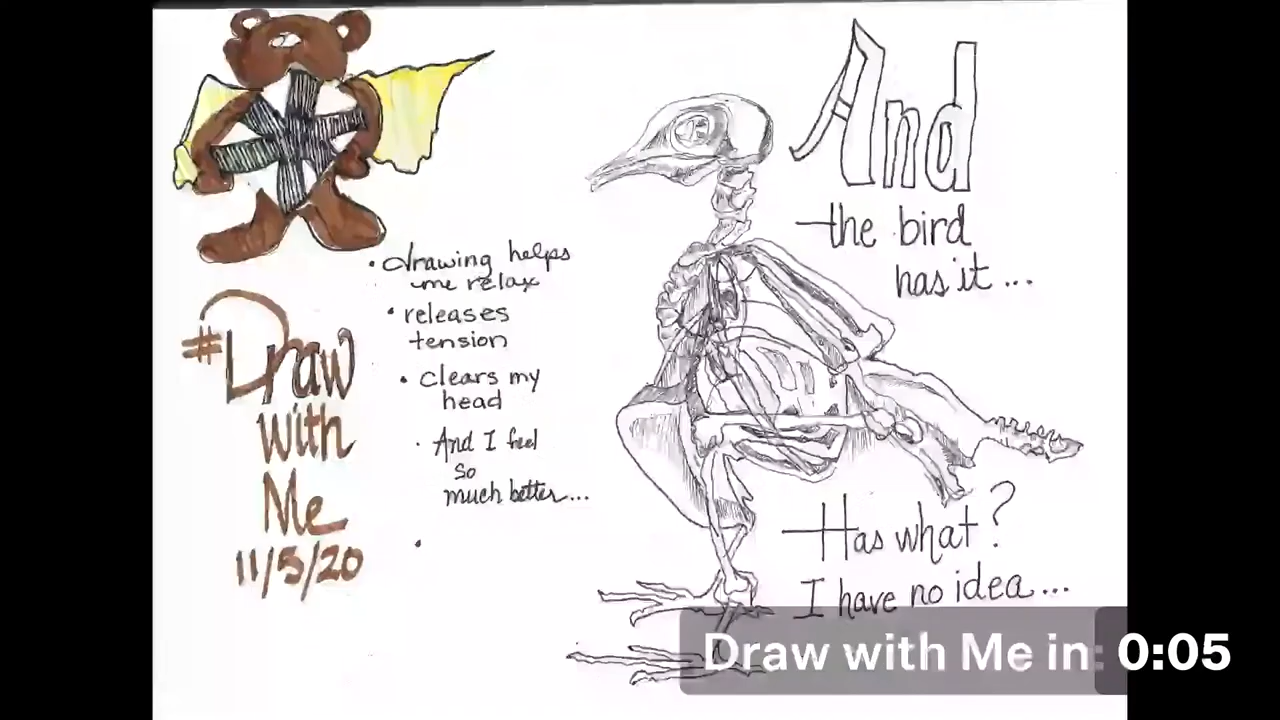 #Draw
with
Me
11/5/20
• drawing helps
me relax
• releases
tension
• clears my
head
• And I feel
so
much better...
•
And
the bird
has it...
Has what?
I have no idea...
Draw with Me in: 0:05